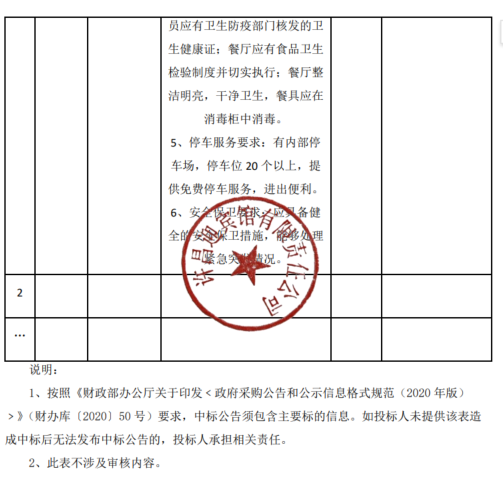 员应有卫生防疫部门核发的卫
生健康证；餐厅应有食品卫生
检验制度并切实执行；餐厅整
洁明亮，干净卫生，餐具应在
消毒柜中消毒。
5、停车服务要求：有内部停
车场，停车位 20 个以上，提
供免费停车服务，进出便利。
6、安全保卫要求：应具备健
全的安全保卫措施，能够处理
紧急突发情况。
许昌迎宾馆有限责任公司
2
…
说明：
1、按照《财政部办公厅关于印发＜政府采购公告和公示信息格式规范（2020 年版）
＞》（财办库〔2020〕50 号）要求，中标公告须包含主要标的信息。如投标人未提供该表造
成中标后无法发布中标公告的，投标人承担相关责任。
2、此表不涉及审核内容。